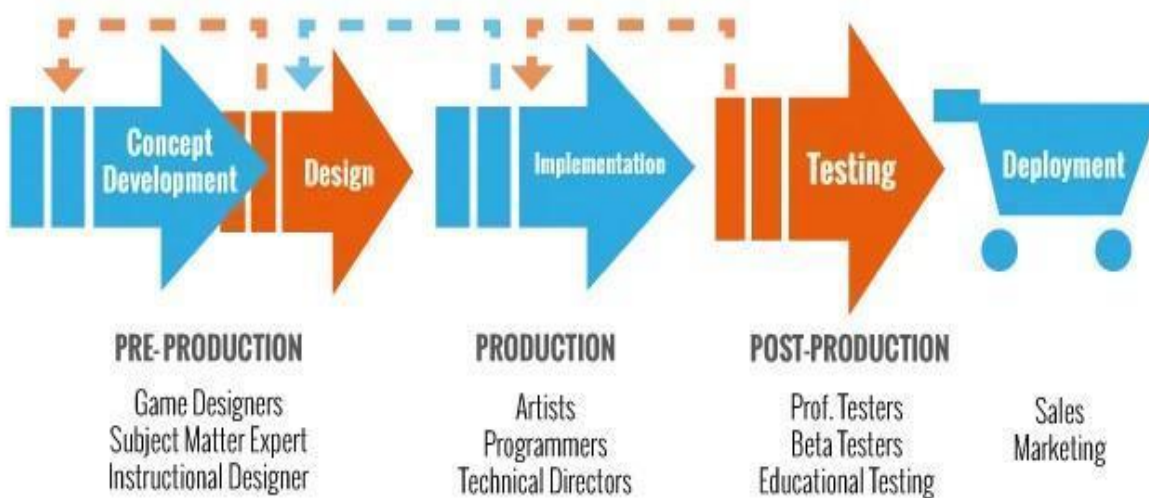 Concept
Development
Design
Implementation
Testing
Deployment
PRE-PRODUCTION
Game Designers
Subject Matter Expert
Instructional Designer
PRODUCTION
Artists
Programmers
Technical Directors
POST-PRODUCTION
Prof. Testers
Beta Testers
Educational Testing
Sales
Marketing